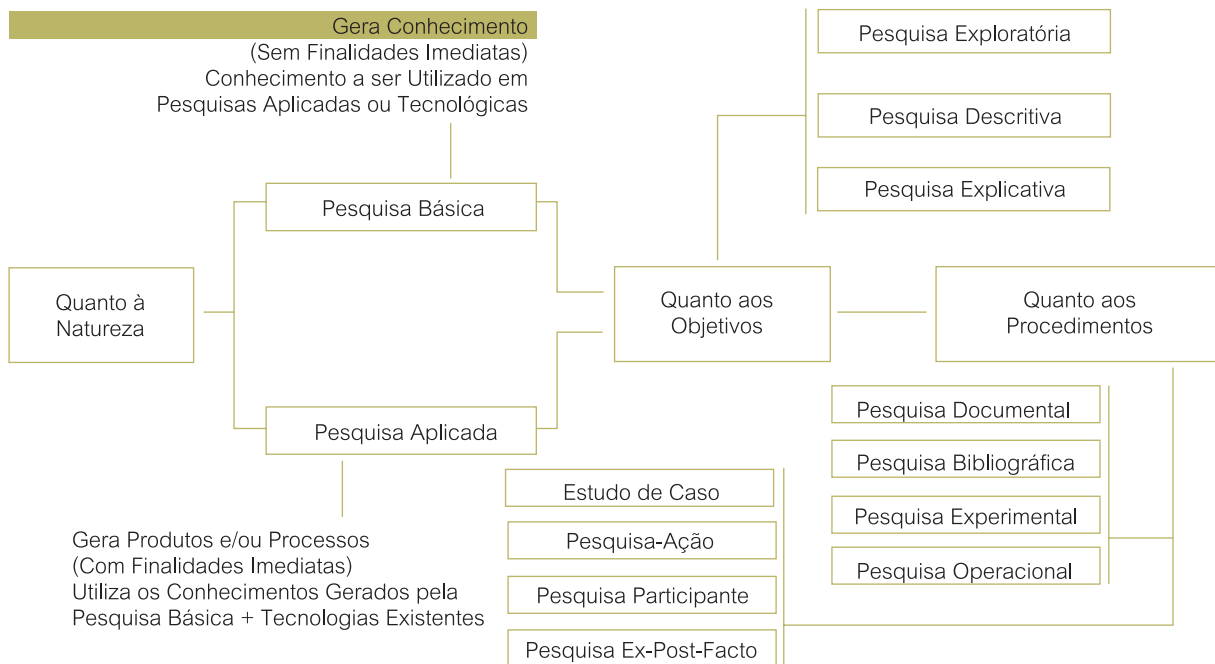 Gera Conhecimento
(Sem Finalidades Imediatas)
Conhecimento a ser Utilizado em
Pesquisas Aplicadas ou Tecnológicas
Pesquisa Básica
Quanto à
Natureza
Pesquisa Aplicada
Gera Produtos e/ou Processos
(Com Finalidades Imediatas)
Utiliza os Conhecimentos Gerados pela
Pesquisa Básica + Tecnologias Existentes
Quanto aos
Objetivos
Pesquisa Exploratória
Pesquisa Descritiva
Pesquisa Explicativa
Quanto aos
Procedimentos
Pesquisa Documental
Pesquisa Bibliográfica
Pesquisa Experimental
Pesquisa Operacional
Estudo de Caso
Pesquisa-Ação
Pesquisa Participante
Pesquisa Ex-Post-Facto